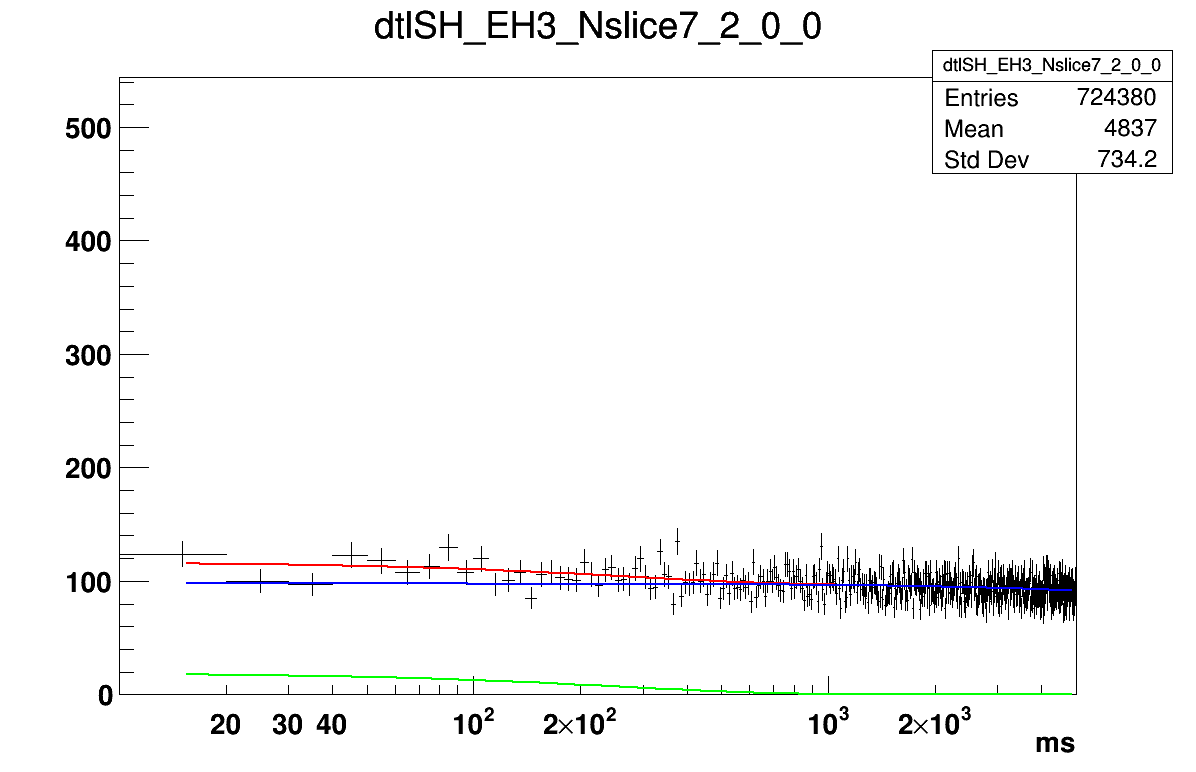 dtlSH_EH3_Nslice7_2_0_0
dtlSH_EH3_Nslice7_2_0_0
Entries 724380
Mean 4837
Std Dev 734.2
500
400
300
200
100
0
20 30 40 10² 2×10² 10³ 2×10³
ms